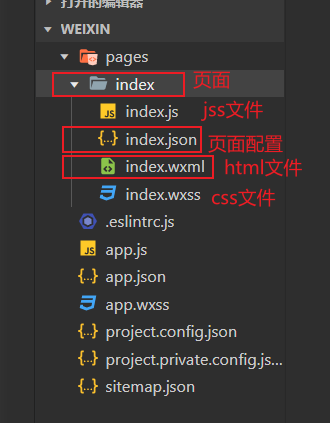 打开的编辑器
WEIXIN
pages
index 页面
index.js jss文件
{..} index.json 页面配置
index.wxml html文件
index.wxss css文件
.eslintrc.js
app.js
{..} app.json
app.wxss
{..} project.config.json
{..} project.private.config.js...
{..} sitemap.json